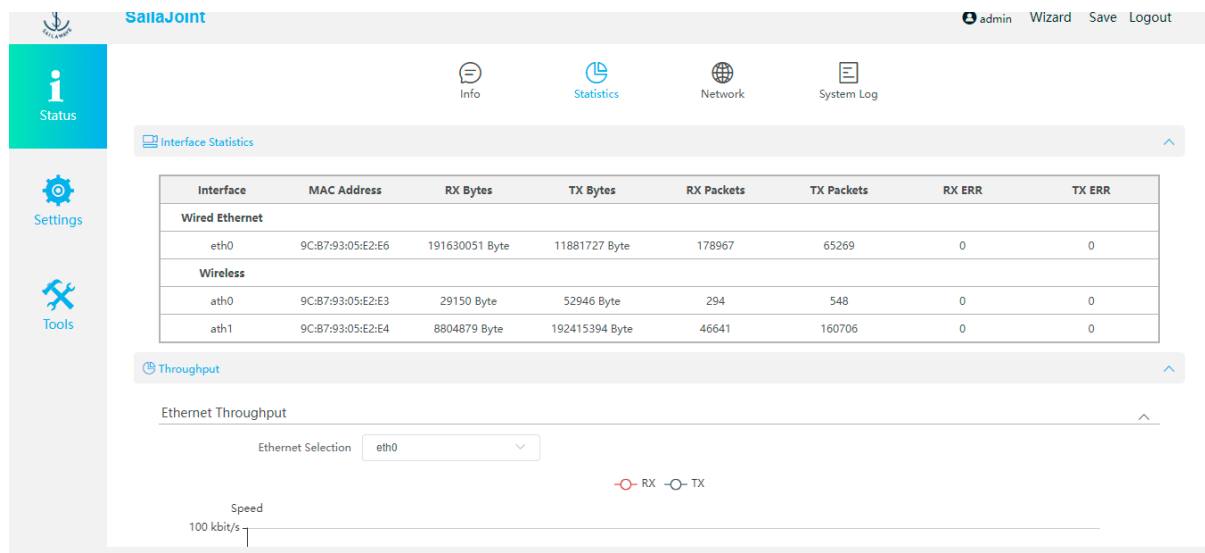 SAILAWAYS
SailaJoint
admin Wizard Save Logout
Status
Settings
Tools
Info Statistics Network System Log
Interface Statistics
Interface MAC Address RX Bytes TX Bytes RX Packets TX Packets RX ERR TX ERR
Wired Ethernet
eth0 9C:B7:93:05:E2:E6 191630051 Byte 11881727 Byte 178967 65269 0 0
Wireless
ath0 9C:B7:93:05:E2:E3 29150 Byte 52946 Byte 294 548 0 0
ath1 9C:B7:93:05:E2:E4 8804879 Byte 192415394 Byte 46641 160706 0 0
Throughput
Ethernet Throughput
Ethernet Selection eth0
RX TX
Speed
100 kbit/s